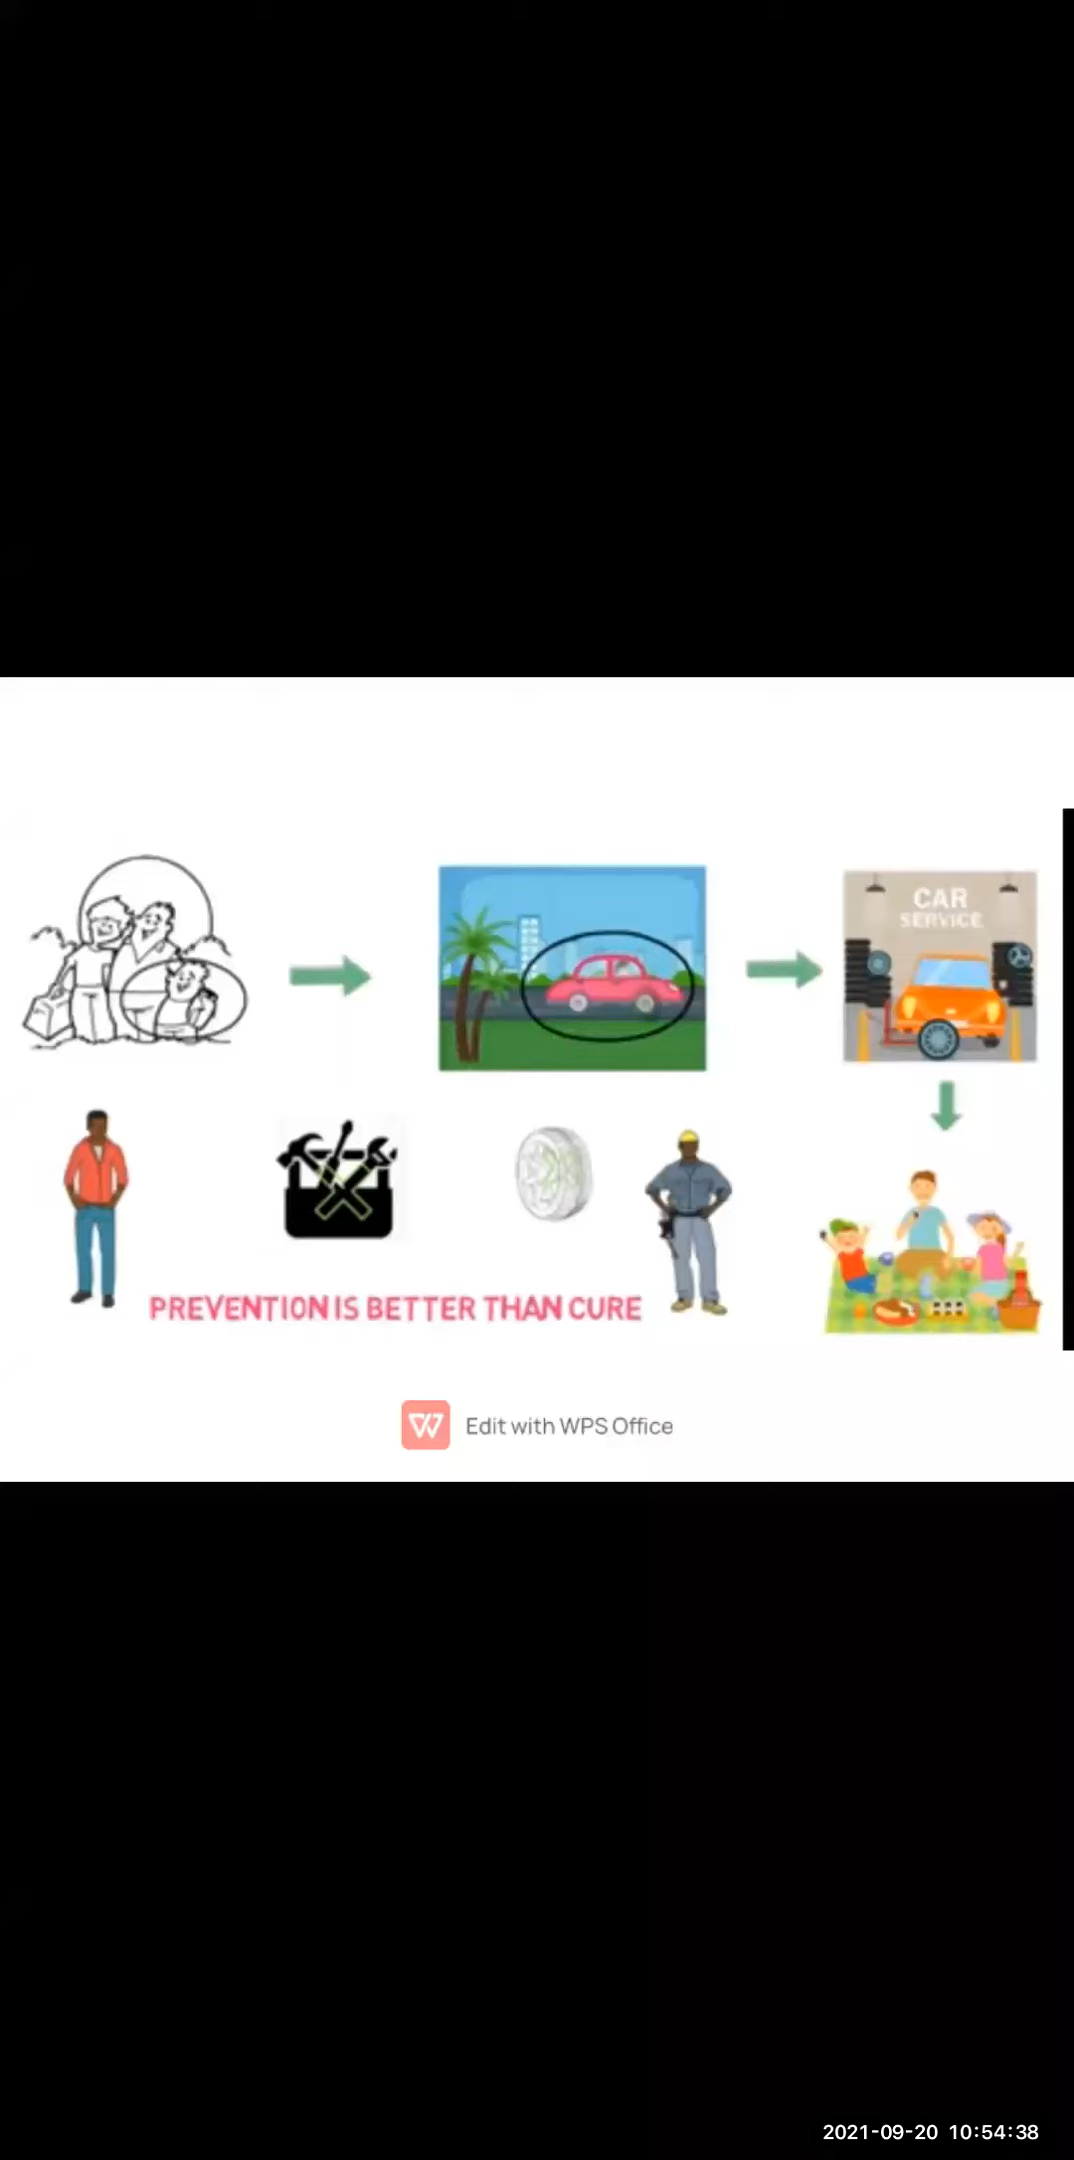 CAR
SERVICE
PREVENTION IS BETTER THAN CURE
Edit with WPS Office
2021-09-20 10:54:38